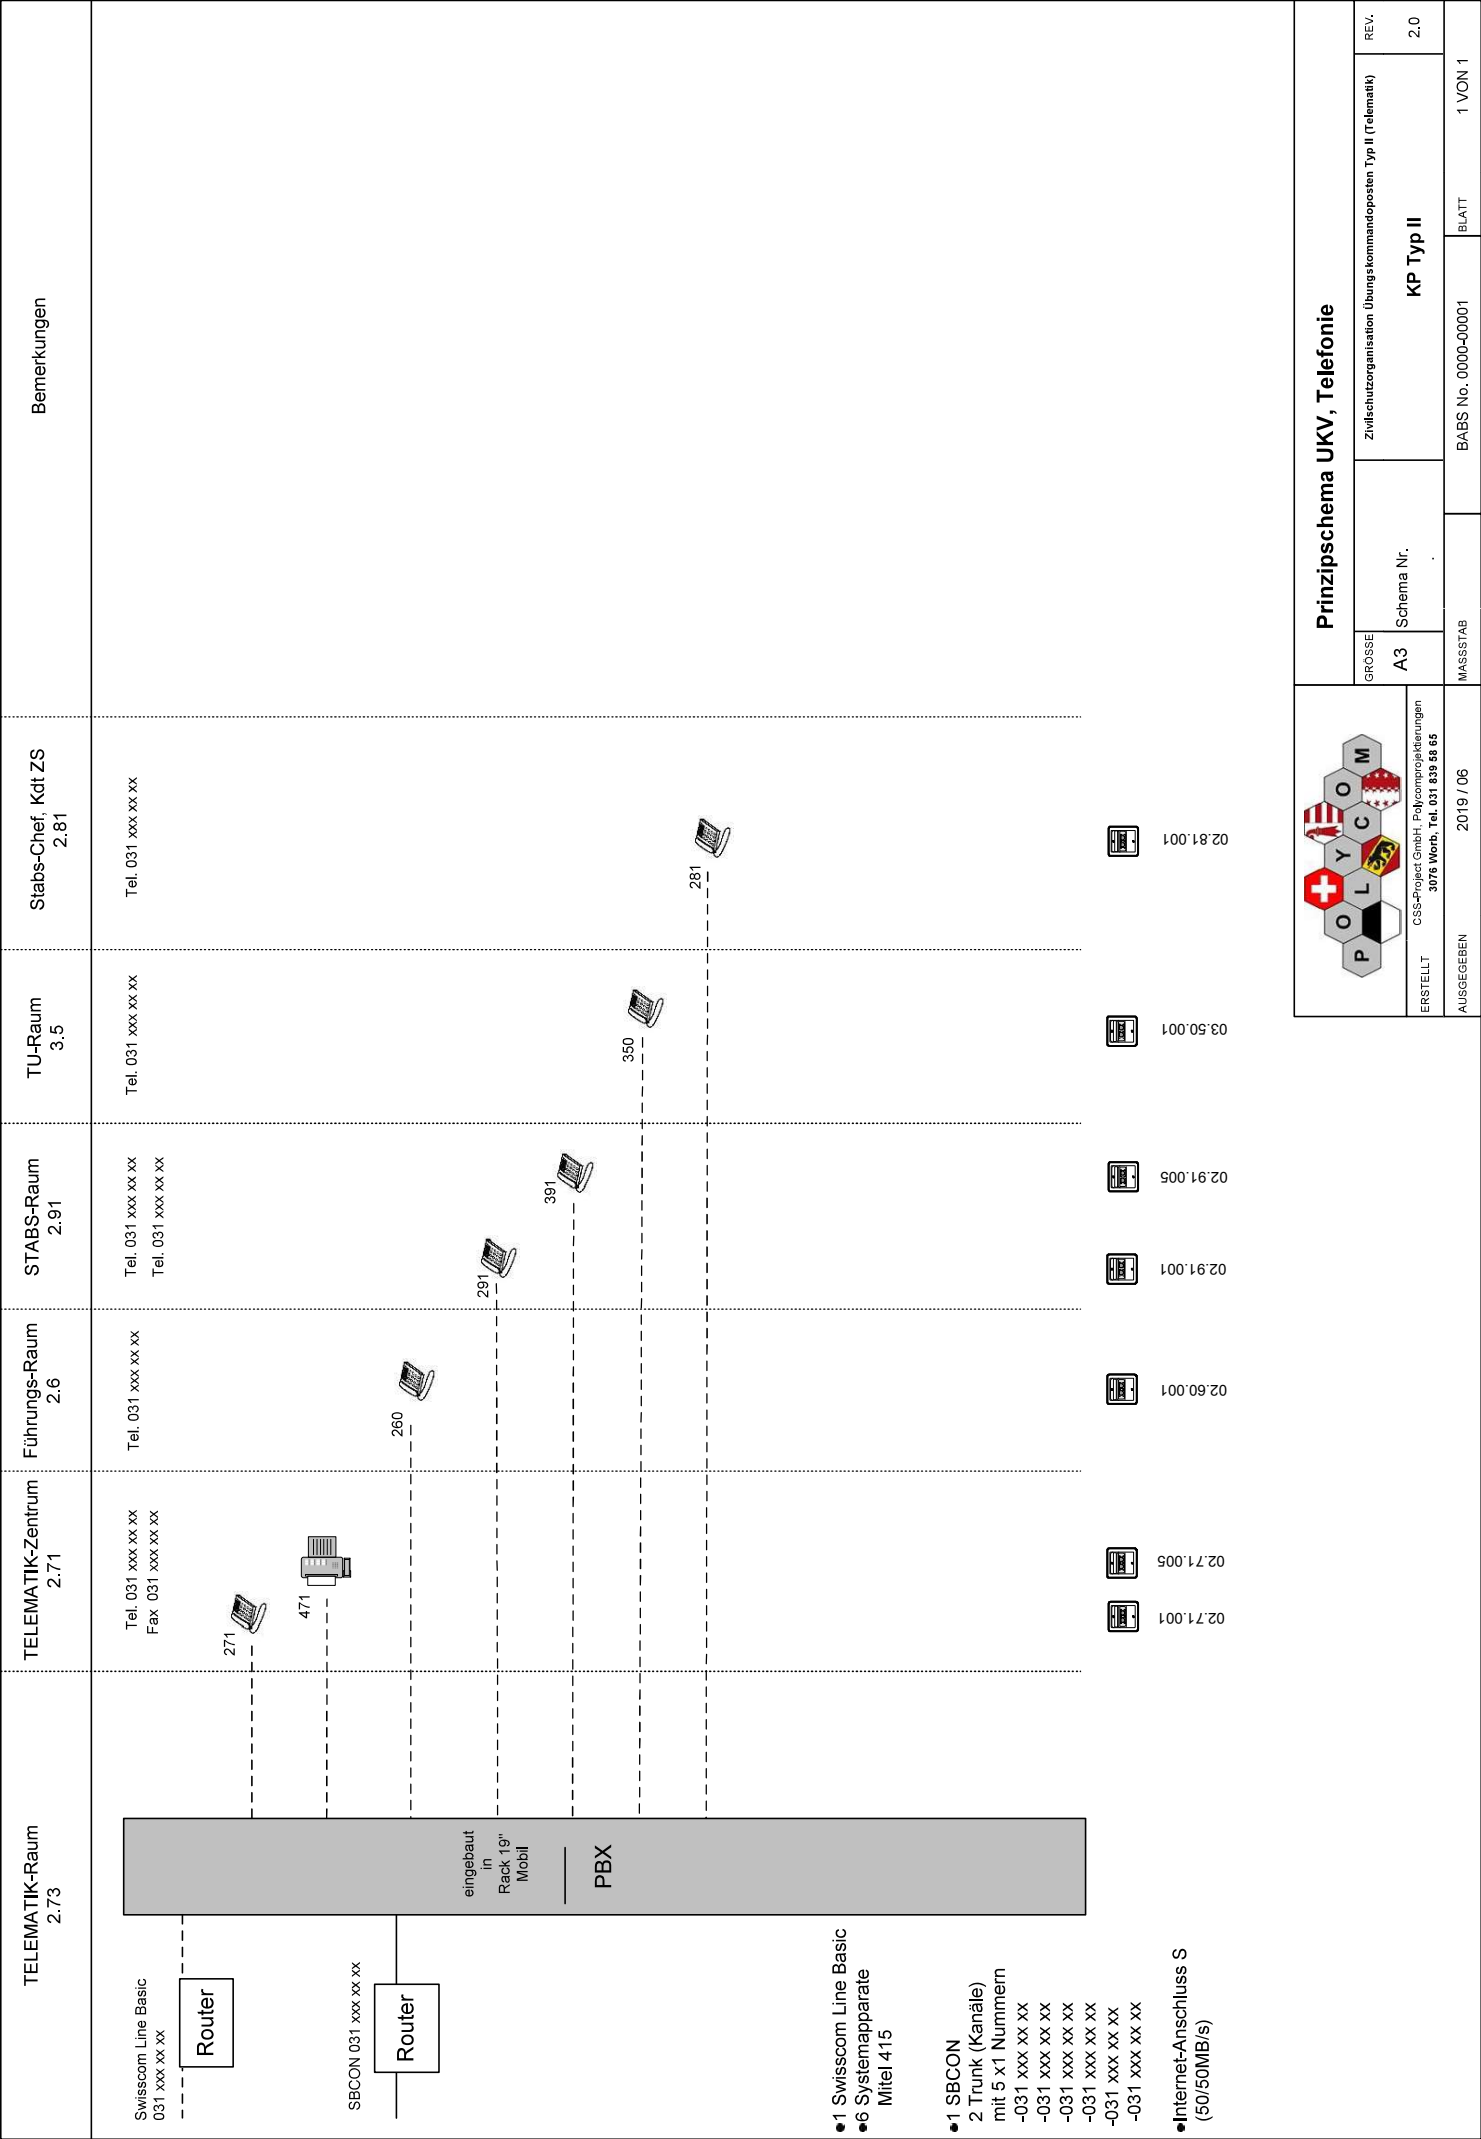 TELEMATIK-Raum
2.73
TELEMATIK-Zentrum
2.71
Führungs-Raum
2.6
STABS-Raum
2.91
TU-Raum
3.5
Stabs-Chef, Kdt ZS
2.81
Bemerkungen
Swisscom Line Basic
031 xxx xx xx
Router
SBCON 031 xxx xx xx
Router
eingebaut
in
Rack 19"
Mobil
PBX
Tel. 031 xxx xx xx
Fax 031 xxx xx xx
Tel. 031 xxx xx xx
Tel. 031 xxx xx xx
Tel. 031 xxx xx xx
Tel. 031 xxx xx xx
Tel. 031 xxx xx xx
271
471
260
291
391
350
281
•1 Swisscom Line Basic
•6 Systemapparate
Mitel 415
•1 SBCON
2 Trunk (Kanäle)
mit 5 x1 Nummern
-031 xxx xx xx
-031 xxx xx xx
-031 xxx xx xx
-031 xxx xx xx
-031 xxx xx xx
-031 xxx xx xx
•Internet-Anschluss S
(50/50MB/s)
02.71.001
02.71.005
02.60.001
02.91.001
02.91.005
03.50.001
02.81.001
POLYCOM
ERSTELLT
CSS-Project GmbH, Polycomprojektierungen
3076 Worb, Tel. 031 839 58 65
AUSGEGEBEN
2019 / 06
Prinzipschema UKV, Telefonie
GRÖSSE
A3
Schema Nr.
.
Zivilschutzorganisation Übungskommandoposten Typ II (Telematik)
KP Typ II
REV.
2.0
MASSSTAB
BABS No. 0000-00001
BLATT
1 VON 1